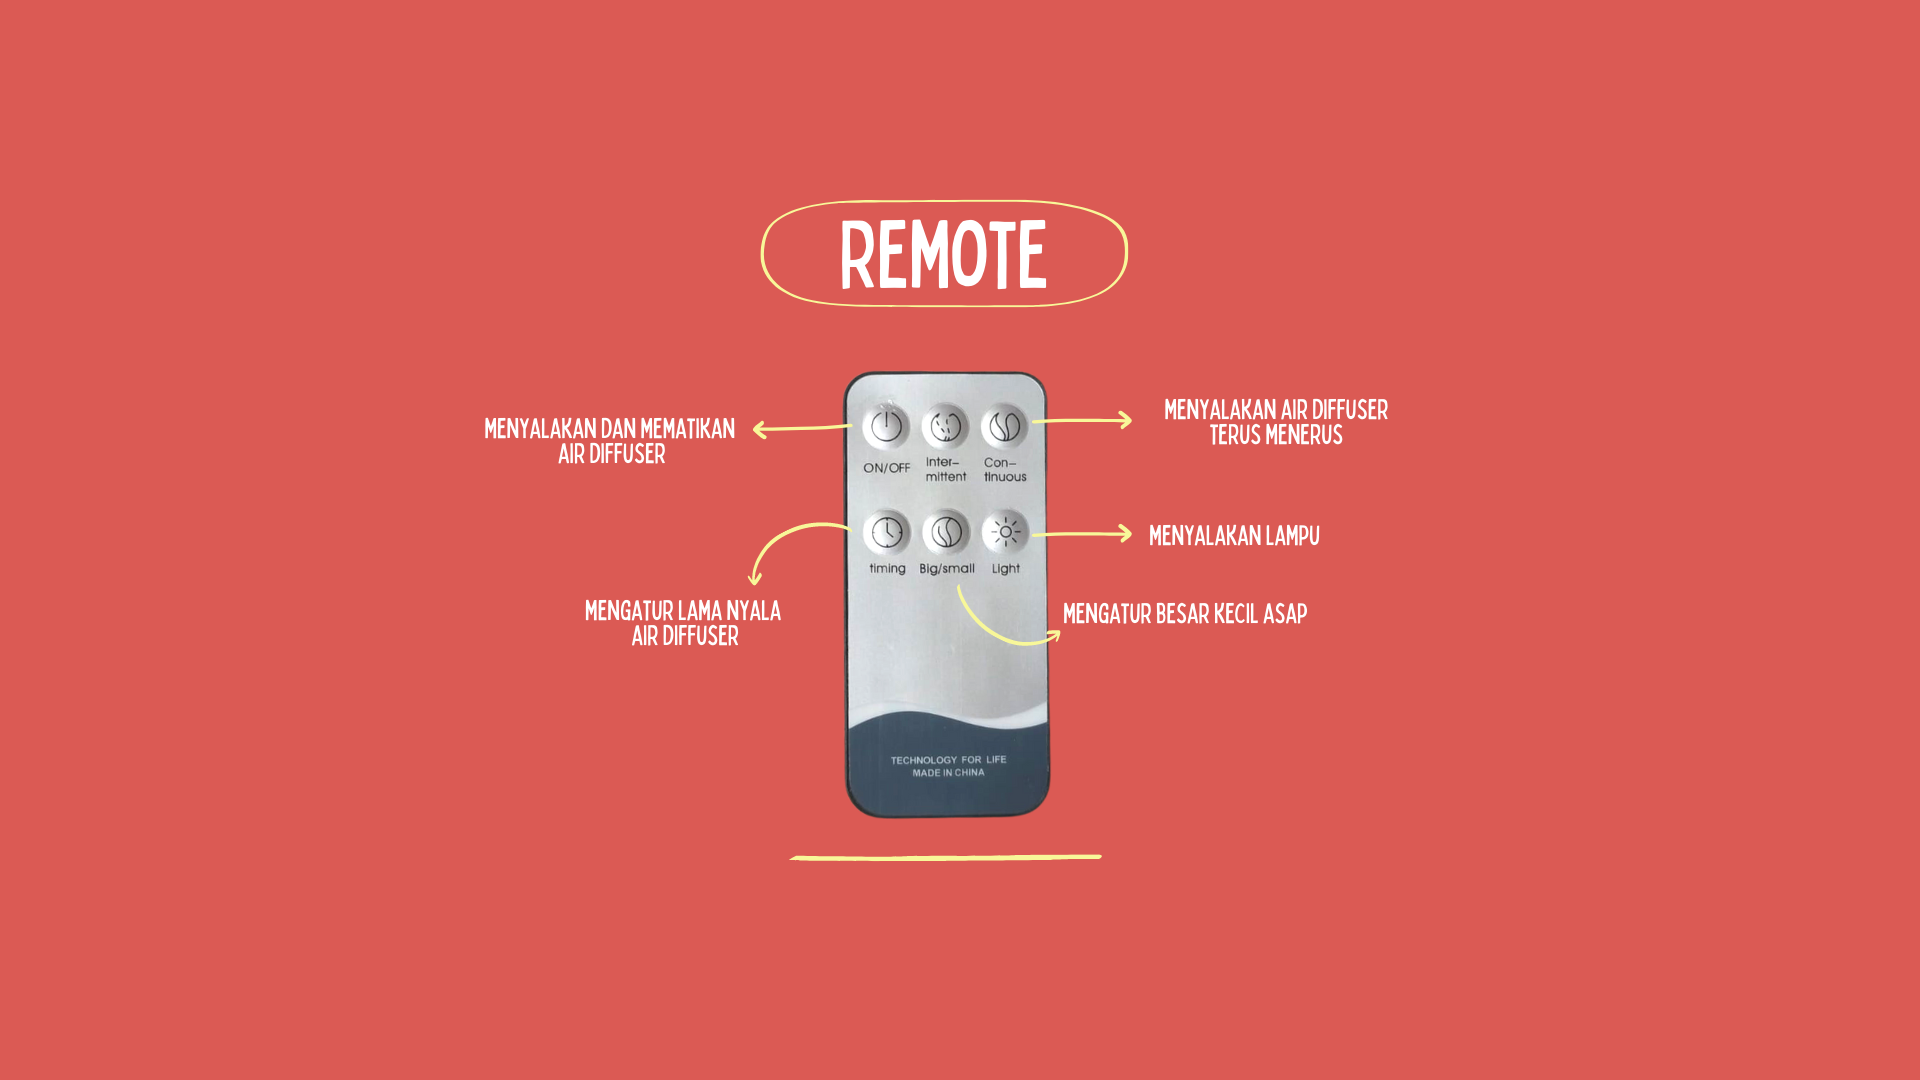 REMOTE
MENYALAKAN DAN MEMATIKAN
AIR DIFFUSER
MENYALAKAN AIR DIFFUSER
TERUS MENERUS
ON/OFF
Inter-
mittent
Con-
tinuous
MENYALAKAN LAMPU
timing
Big/small
Light
MENGATUR LAMA NYALA
AIR DIFFUSER
MENGATUR BESAR KECIL ASAP
TECHNOLOGY FOR LIFE
MADE IN CHINA